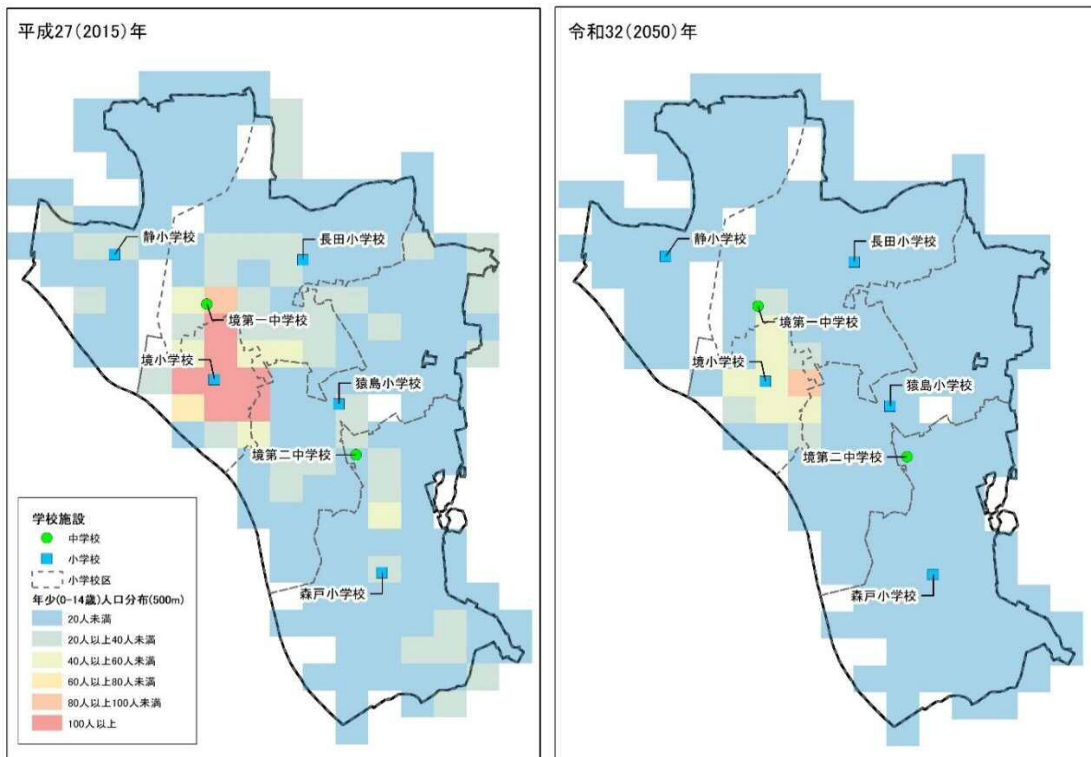 平成27(2015)年
静小学校
長田小学校
境第一中学校
境小学校
猿島小学校
境第二中学校
森戸小学校
学校施設
中学校
小学校
小学校区
年少(0-14歳)人口分布(500m)
20人未満
20人以上40人未満
40人以上60人未満
60人以上80人未満
80人以上100人未満
100人以上
令和32(2050)年
静小学校
長田小学校
境第一中学校
境小学校
猿島小学校
境第二中学校
森戸小学校